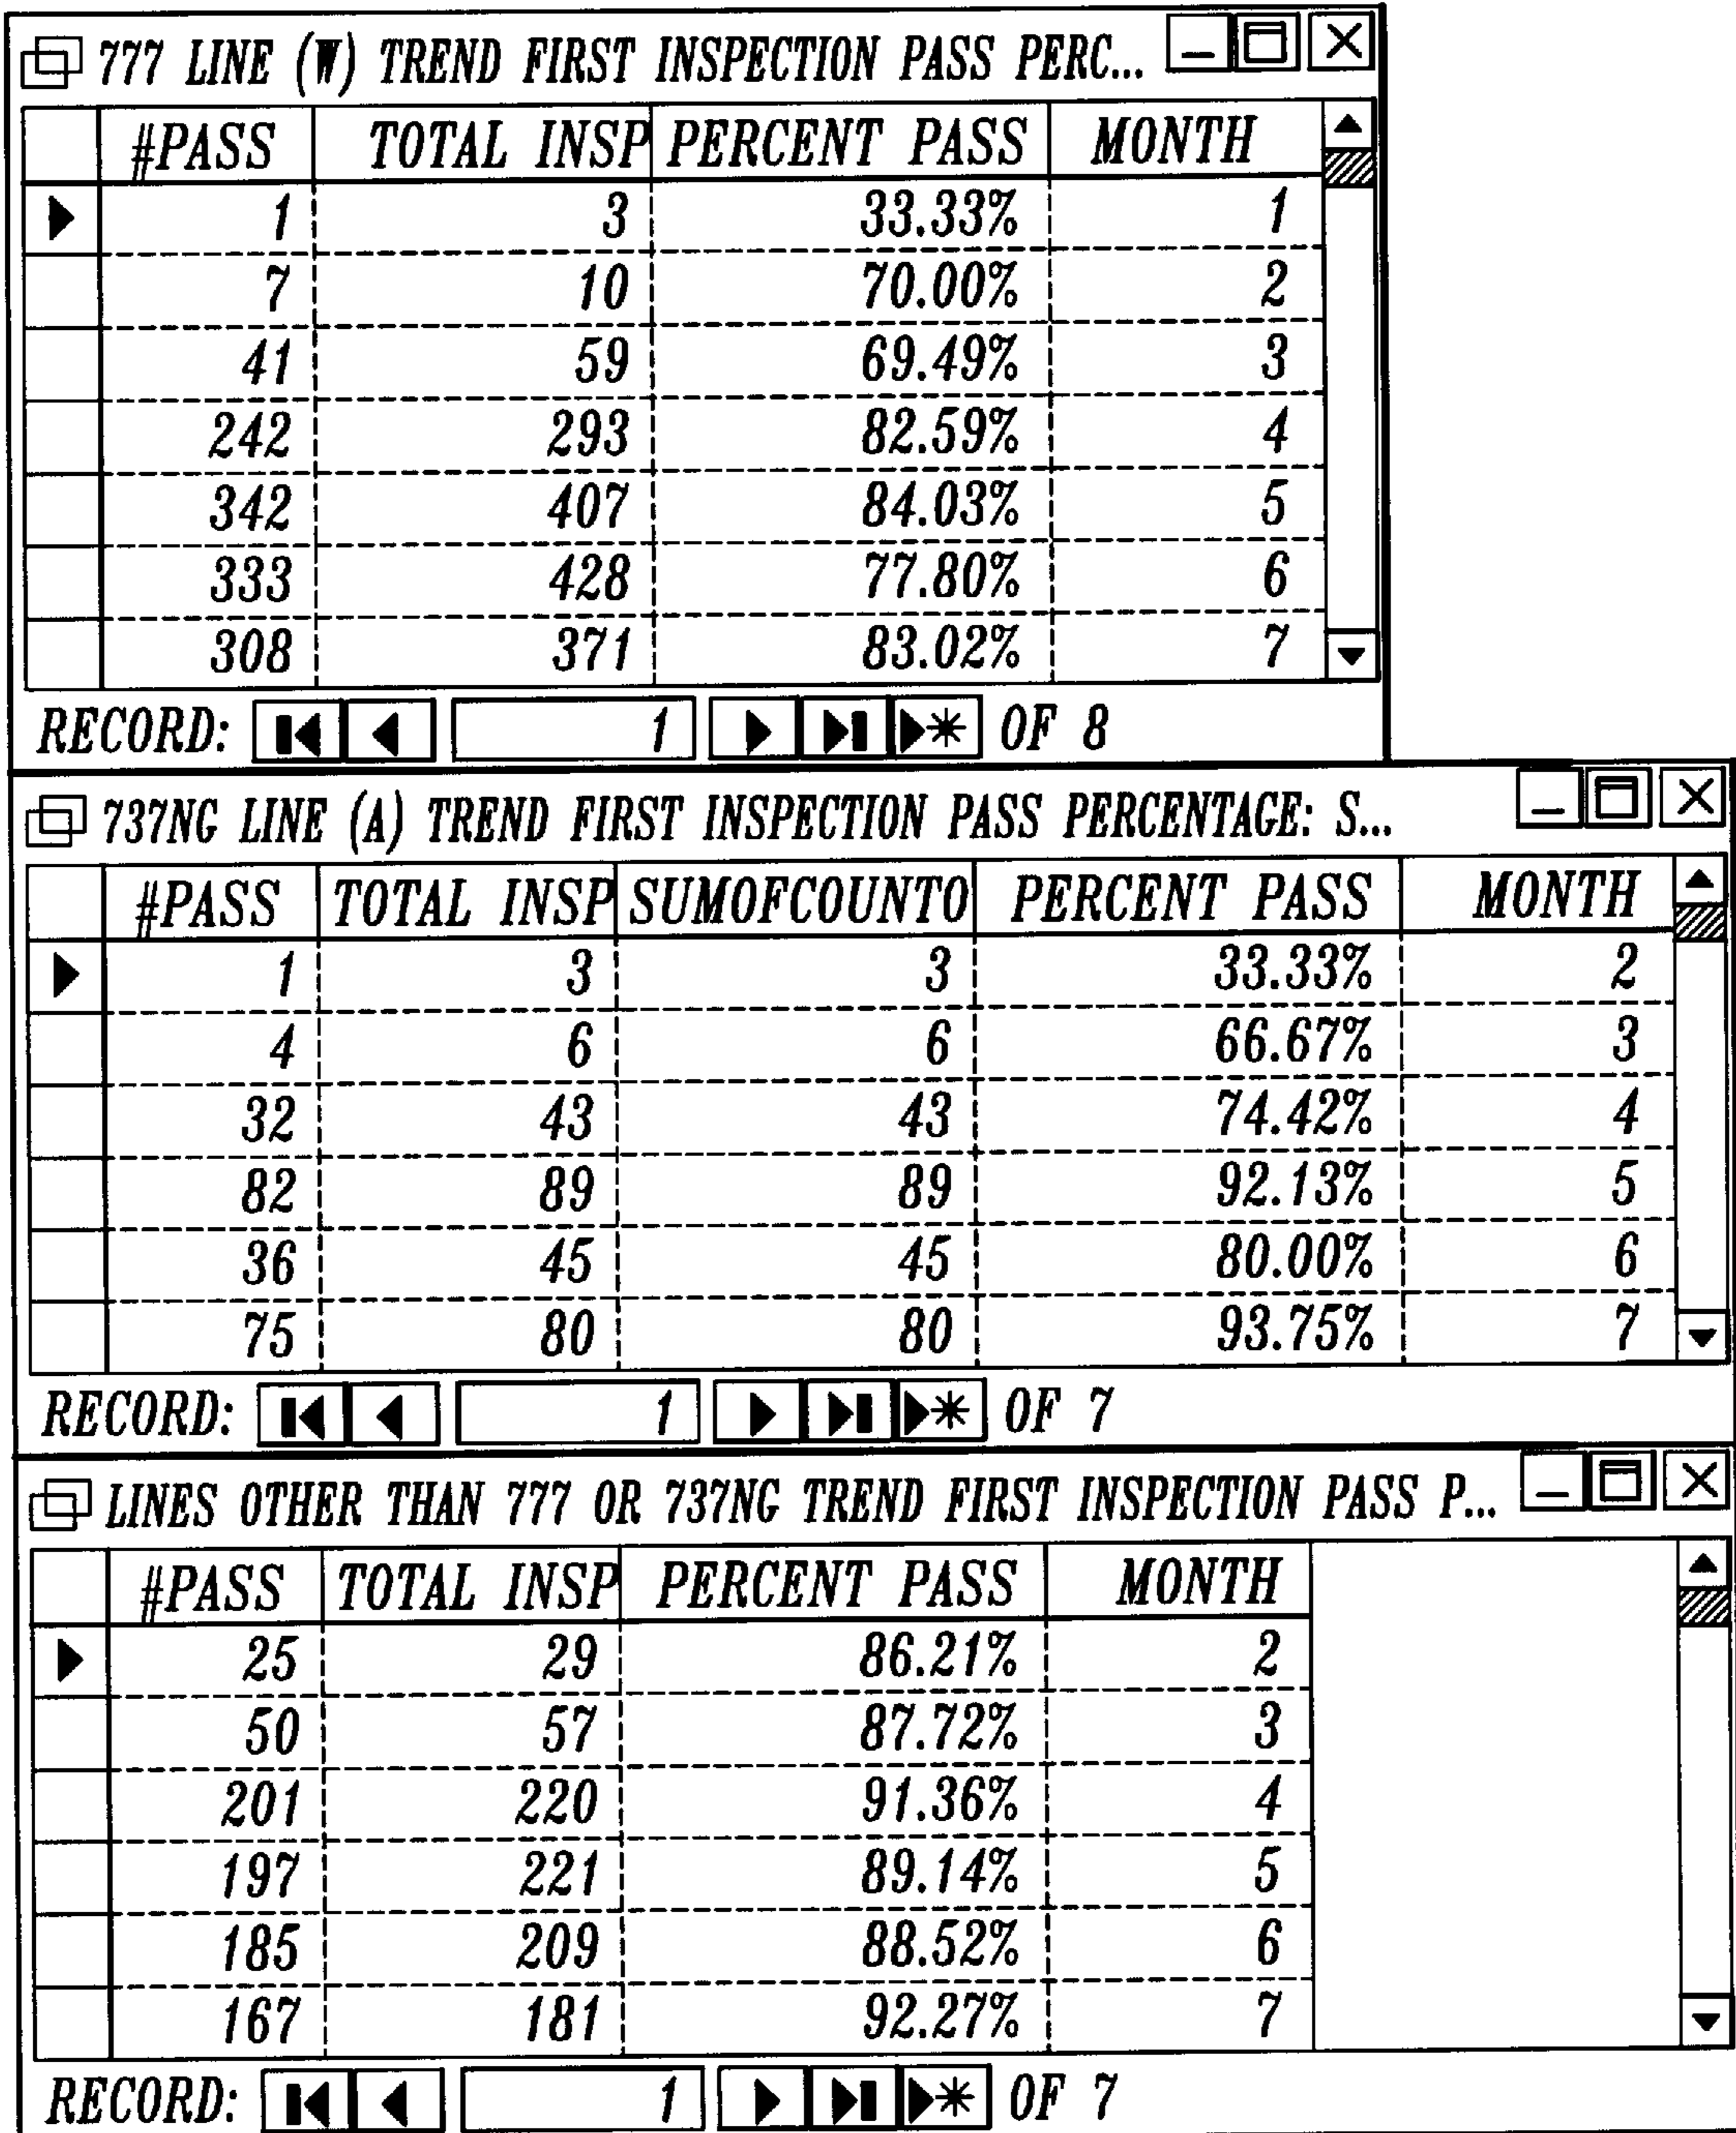 777 LINE (W) TREND FIRST INSPECTION PASS PERC...
#PASS TOTAL INSP PERCENT PASS MONTH
1 3 33.33% 1
7 10 70.00% 2
41 59 69.49% 3
242 293 82.59% 4
342 407 84.03% 5
333 428 77.80% 6
308 371 83.02% 7
RECORD: 1 OF 8
737NG LINE (A) TREND FIRST INSPECTION PASS PERCENTAGE: S...
#PASS TOTAL INSP SUMOFCOUNTO PERCENT PASS MONTH
1 3 3 33.33% 2
4 6 6 66.67% 3
32 43 43 74.42% 4
82 89 89 92.13% 5
36 45 45 80.00% 6
75 80 80 93.75% 7
RECORD: 1 OF 7
LINES OTHER THAN 777 OR 737NG TREND FIRST INSPECTION PASS P...
#PASS TOTAL INSP PERCENT PASS MONTH
25 29 86.21% 2
50 57 87.72% 3
201 220 91.36% 4
197 221 89.14% 5
185 209 88.52% 6
167 181 92.27% 7
RECORD: 1 OF 7